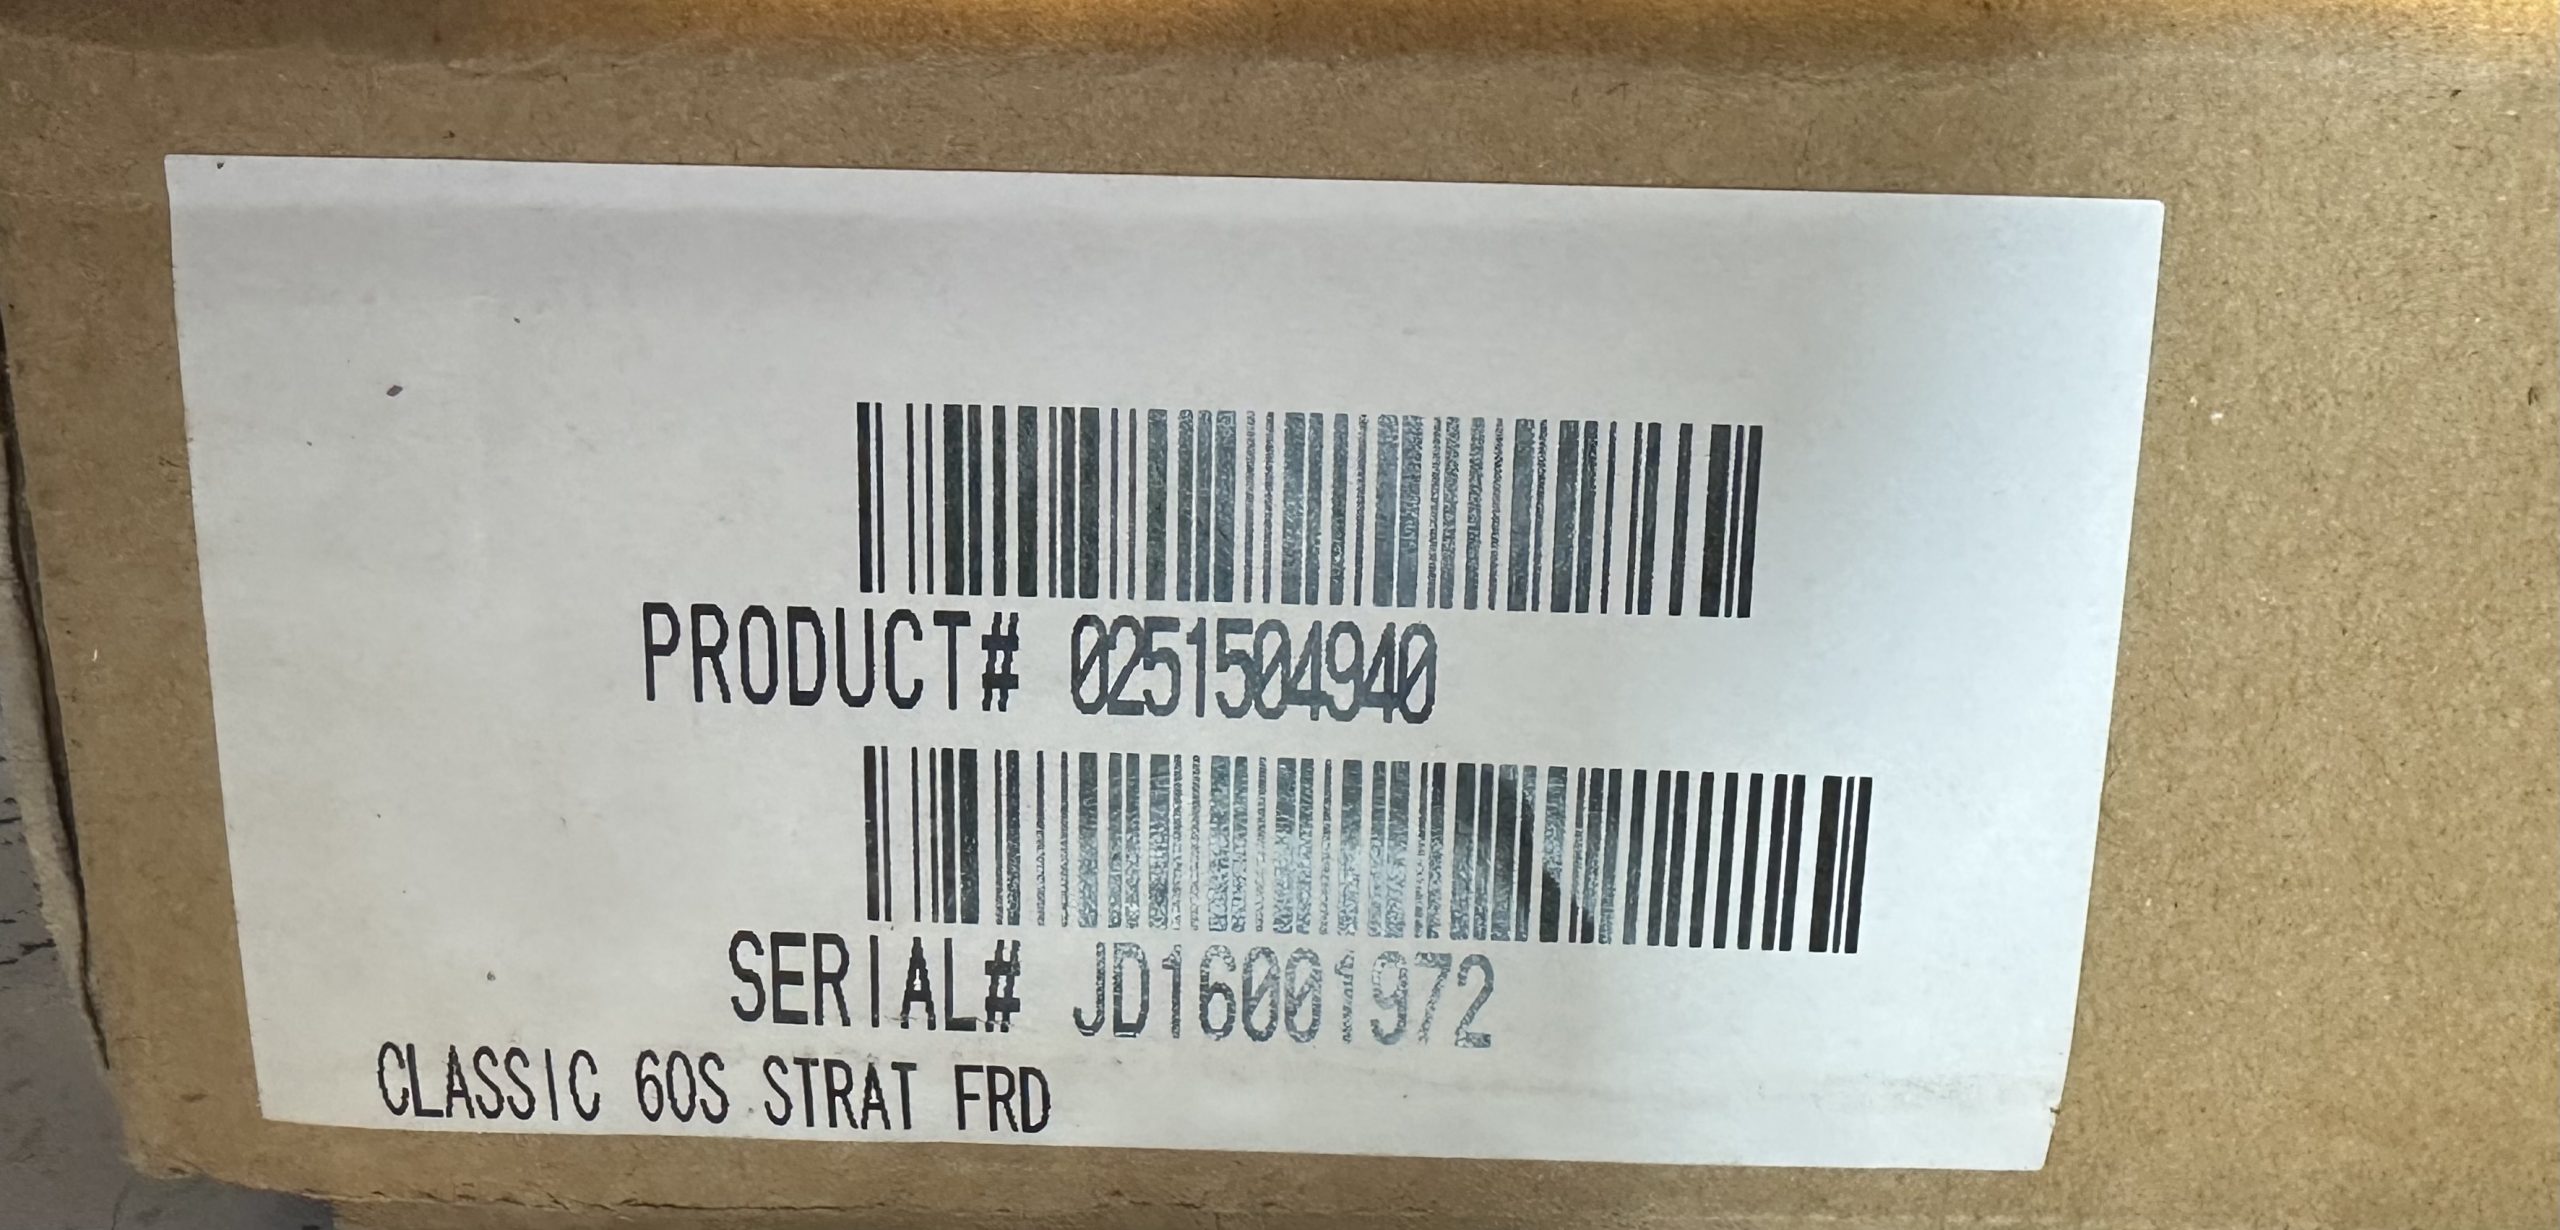 PRODUCT# 0251504940
SERIAL# JD16001972
CLASSIC 60S STRAT FRD